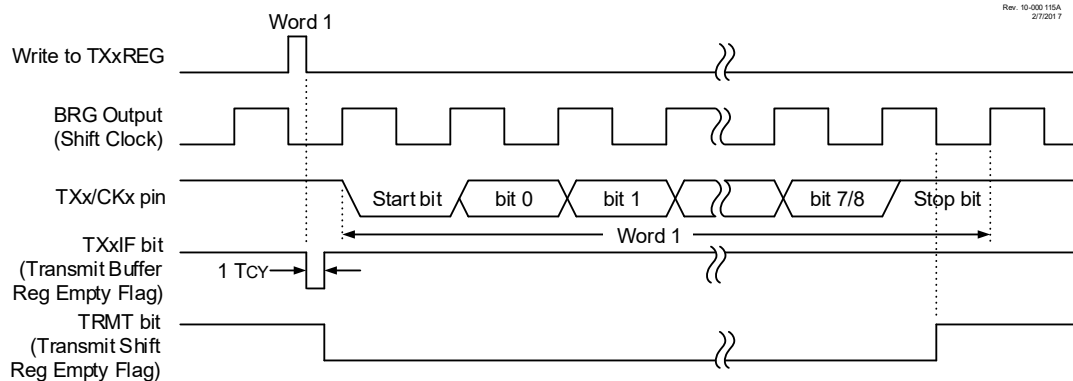 Rev. 10-000 115A
2/7/201 7
Word 1
Write to TXxREG
BRG Output
(Shift Clock)
TXx/CKx pin
Start bit
bit 0
bit 1
bit 7/8
Stop bit
Word 1
TXxIF bit
(Transmit Buffer
Reg Empty Flag)
1 TCY
TRMT bit
(Transmit Shift
Reg Empty Flag)